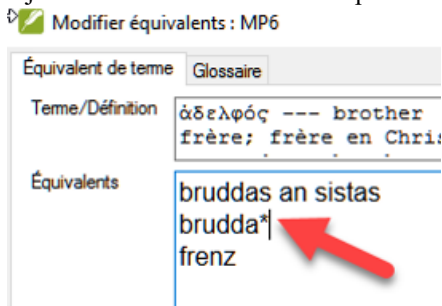 Modifier équivalents : MP6
Équivalent de terme Glossaire
Terme/Définition
ἀδελφός --- brother
frère; frère en Chris
Équivalents
bruddas an sistas
brudda*
frenz